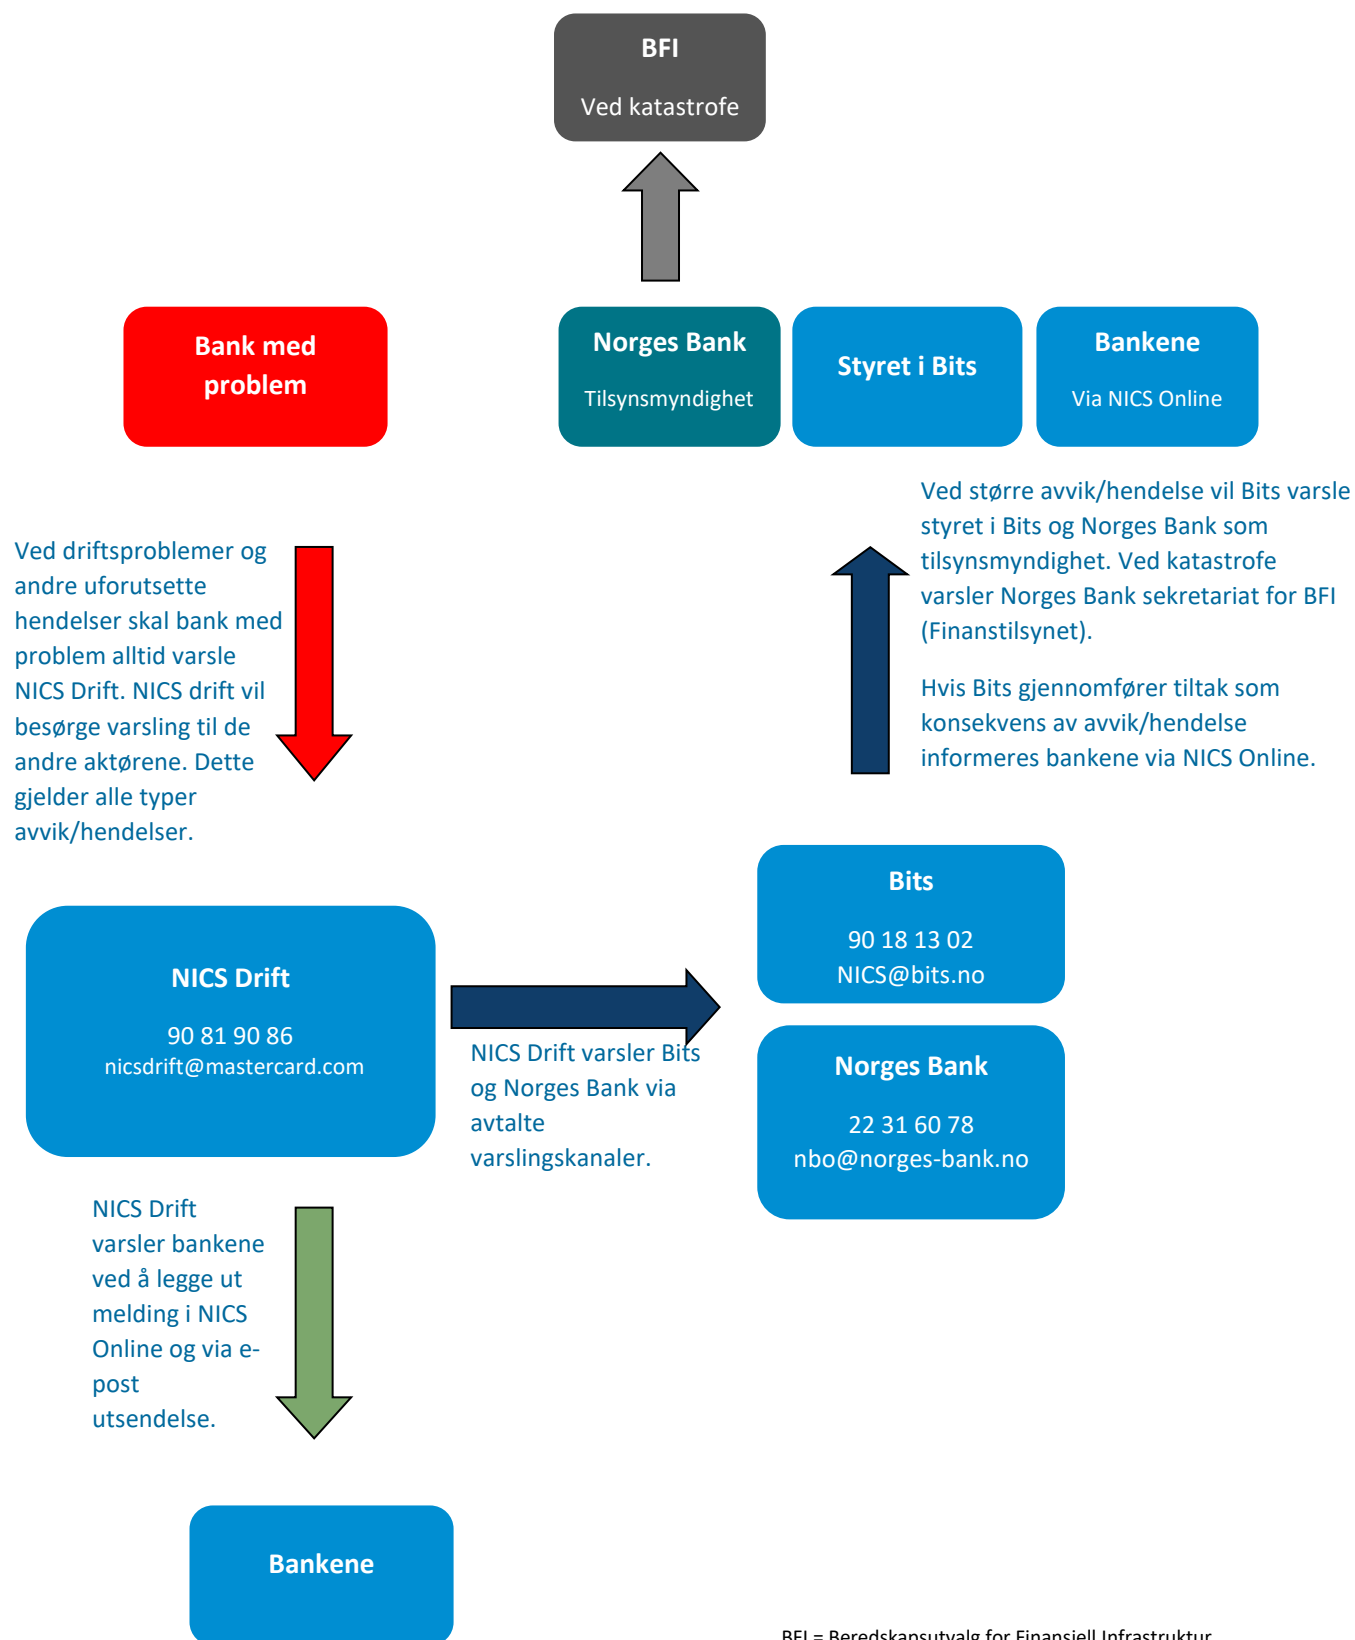 BFI
Ved katastrofe
Bank med
problem
Norges Bank
Tilsynsmyndighet
Styret i Bits
Bankene
Via NICS Online
Ved driftsproblemer og
andre uforutsette
hendelser skal bank med
problem alltid varsle
NICS Drift. NICS drift vil
besørge varsling til de
andre aktørene. Dette
gjelder alle typer
avvik/hendelser.
Ved større avvik/hendelse vil Bits varsle
styret i Bits og Norges Bank som
tilsynsmyndighet. Ved katastrofe
varsler Norges Bank sekretariat for BFI
(Finanstilsynet).
Hvis Bits gjennomfører tiltak som
konsekvens av avvik/hendelse
informeres bankene via NICS Online.
NICS Drift
90 81 90 86
nicsdrift@mastercard.com
NICS Drift varsler Bits
og Norges Bank via
avtalte
varslingskanaler.
Bits
90 18 13 02
NICS@bits.no
Norges Bank
22 31 60 78
nbo@norges-bank.no
NICS Drift
varsler bankene
ved å legge ut
melding i NICS
Online og via e-
post
utsendelse.
Bankene
BFI = Beredskapsutvalg for Finansiell Infrastruktur